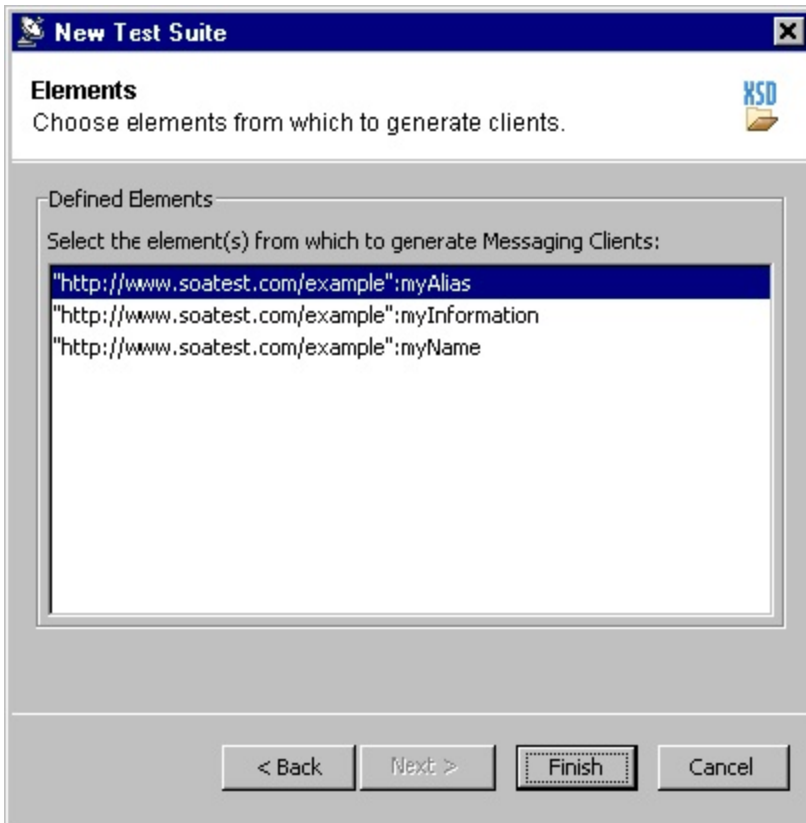 New Test Suite
Elements
Choose elements from which to generate clients.
XSD
Defined Elements
Select the element(s) from which to generate Messaging Clients:
"http://www.soatest.com/example":myAlias
"http://www.soatest.com/example":myInformation
"http://www.soatest.com/example":myName
< Back Next > Finish Cancel